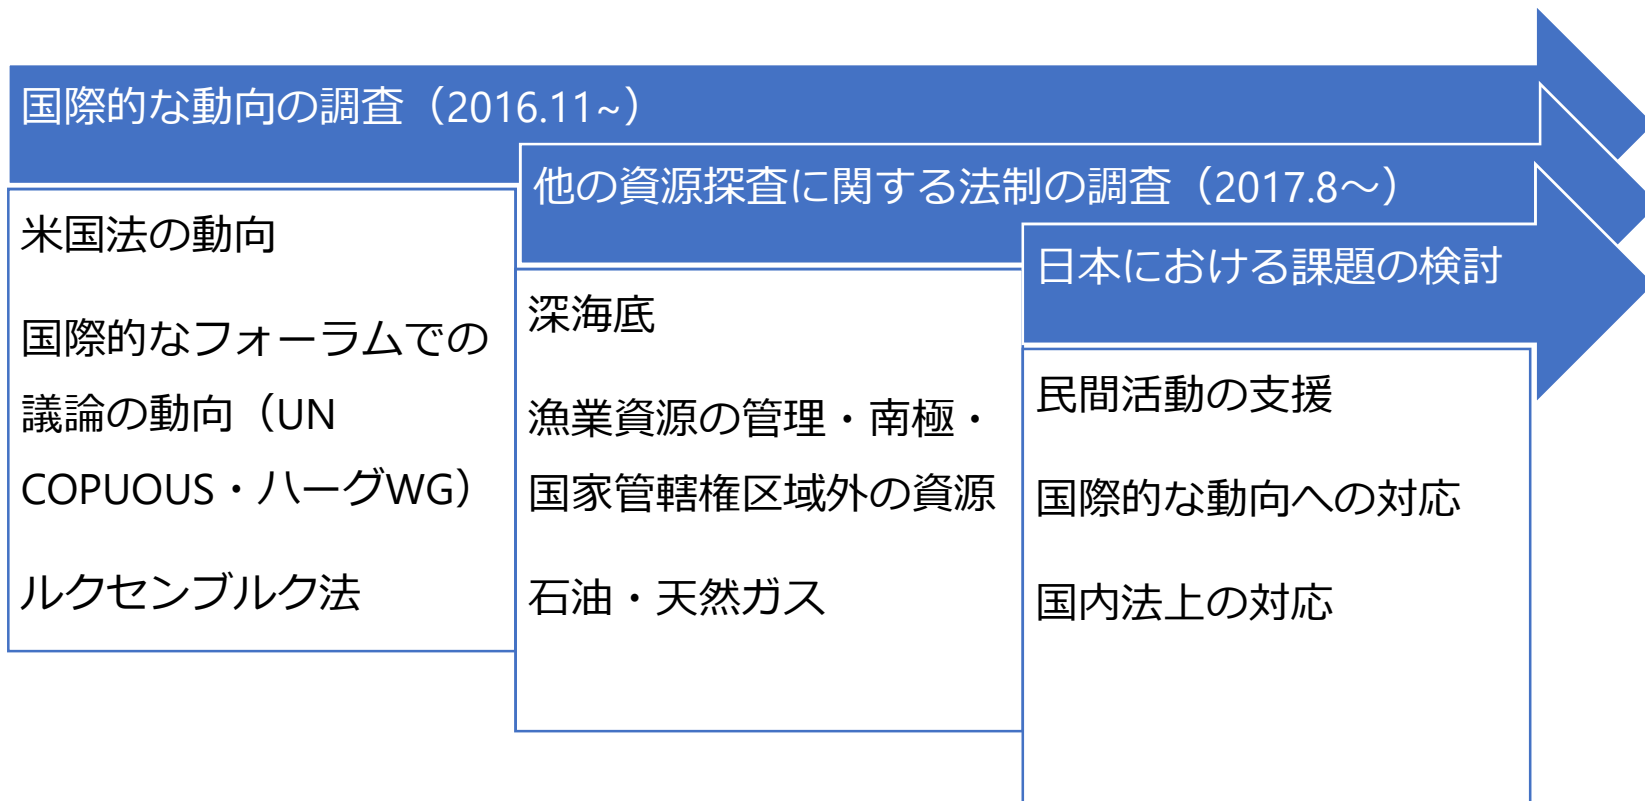 国際的な動向の調査（2016.11~）
米国法の動向
国際的なフォーラムでの
議論の動向（UN
COPUOUS・ハーグWG）
ルクセンブルク法
他の資源探査に関する法制の調査（2017.8～）
深海底
漁業資源の管理・南極・
国家管轄権区域外の資源
石油・天然ガス
日本における課題の検討
民間活動の支援
国際的な動向への対応
国内法上の対応